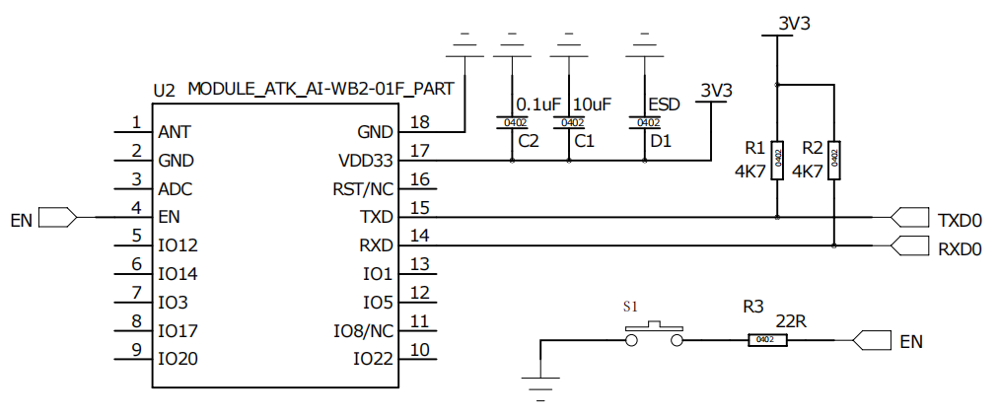 3V3
U2 MODULE_ATK_AI-WB2-01F_PART
3V3
0.1uF 10uF ESD
0402 0402 0402
C2 C1 D1
1 ANT GND 18
2 GND VDD33 17
3 ADC RST/NC 16
EN 4 EN TXD 15 TXD0
5 IO12 RXD 14 RXD0
6 IO14 IO1 13
7 IO3 IO5 12
8 IO17 IO8/NC 11
9 IO20 IO22 10
R1 R2
4K7 0402 4K7 0402
S1 R3
22R
0402 EN